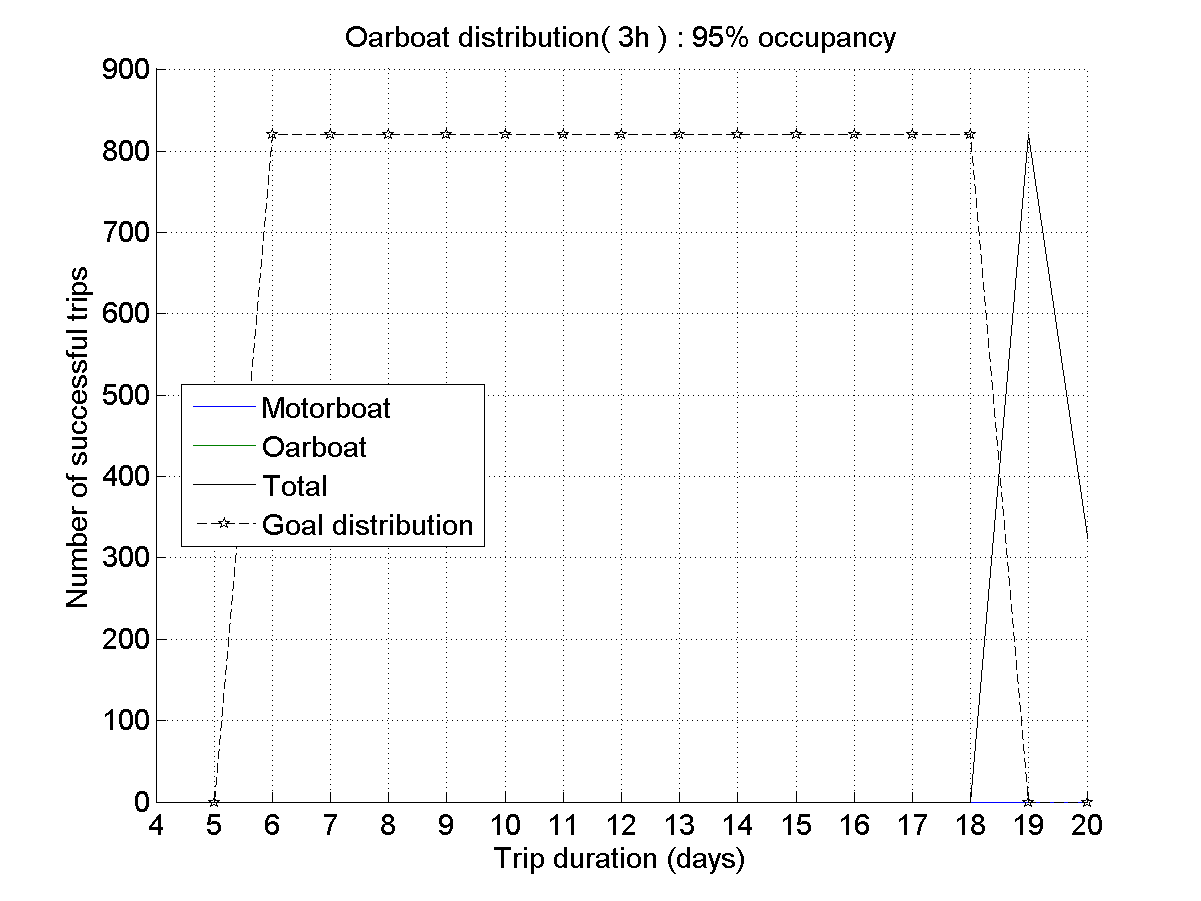 Oarboat distribution( 3h ) : 95% occupancy
900
800
700
600
500
400
300
200
100
0
Number of successful trips
Motorboat
Oarboat
Total
Goal distribution
4 5 6 7 8 9 10 11 12 13 14 15 16 17 18 19 20
Trip duration (days)